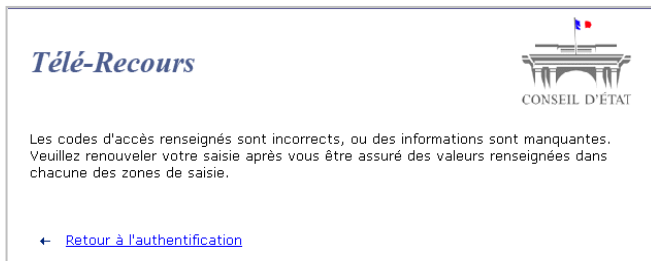 Télé-Recours
CONSEIL D'ÉTAT
Les codes d'accès renseignés sont incorrects, ou des informations sont manquantes.
Veuillez renouveler votre saisie après vous être assuré des valeurs renseignées dans
chacune des zones de saisie.
← Retour à l'authentification